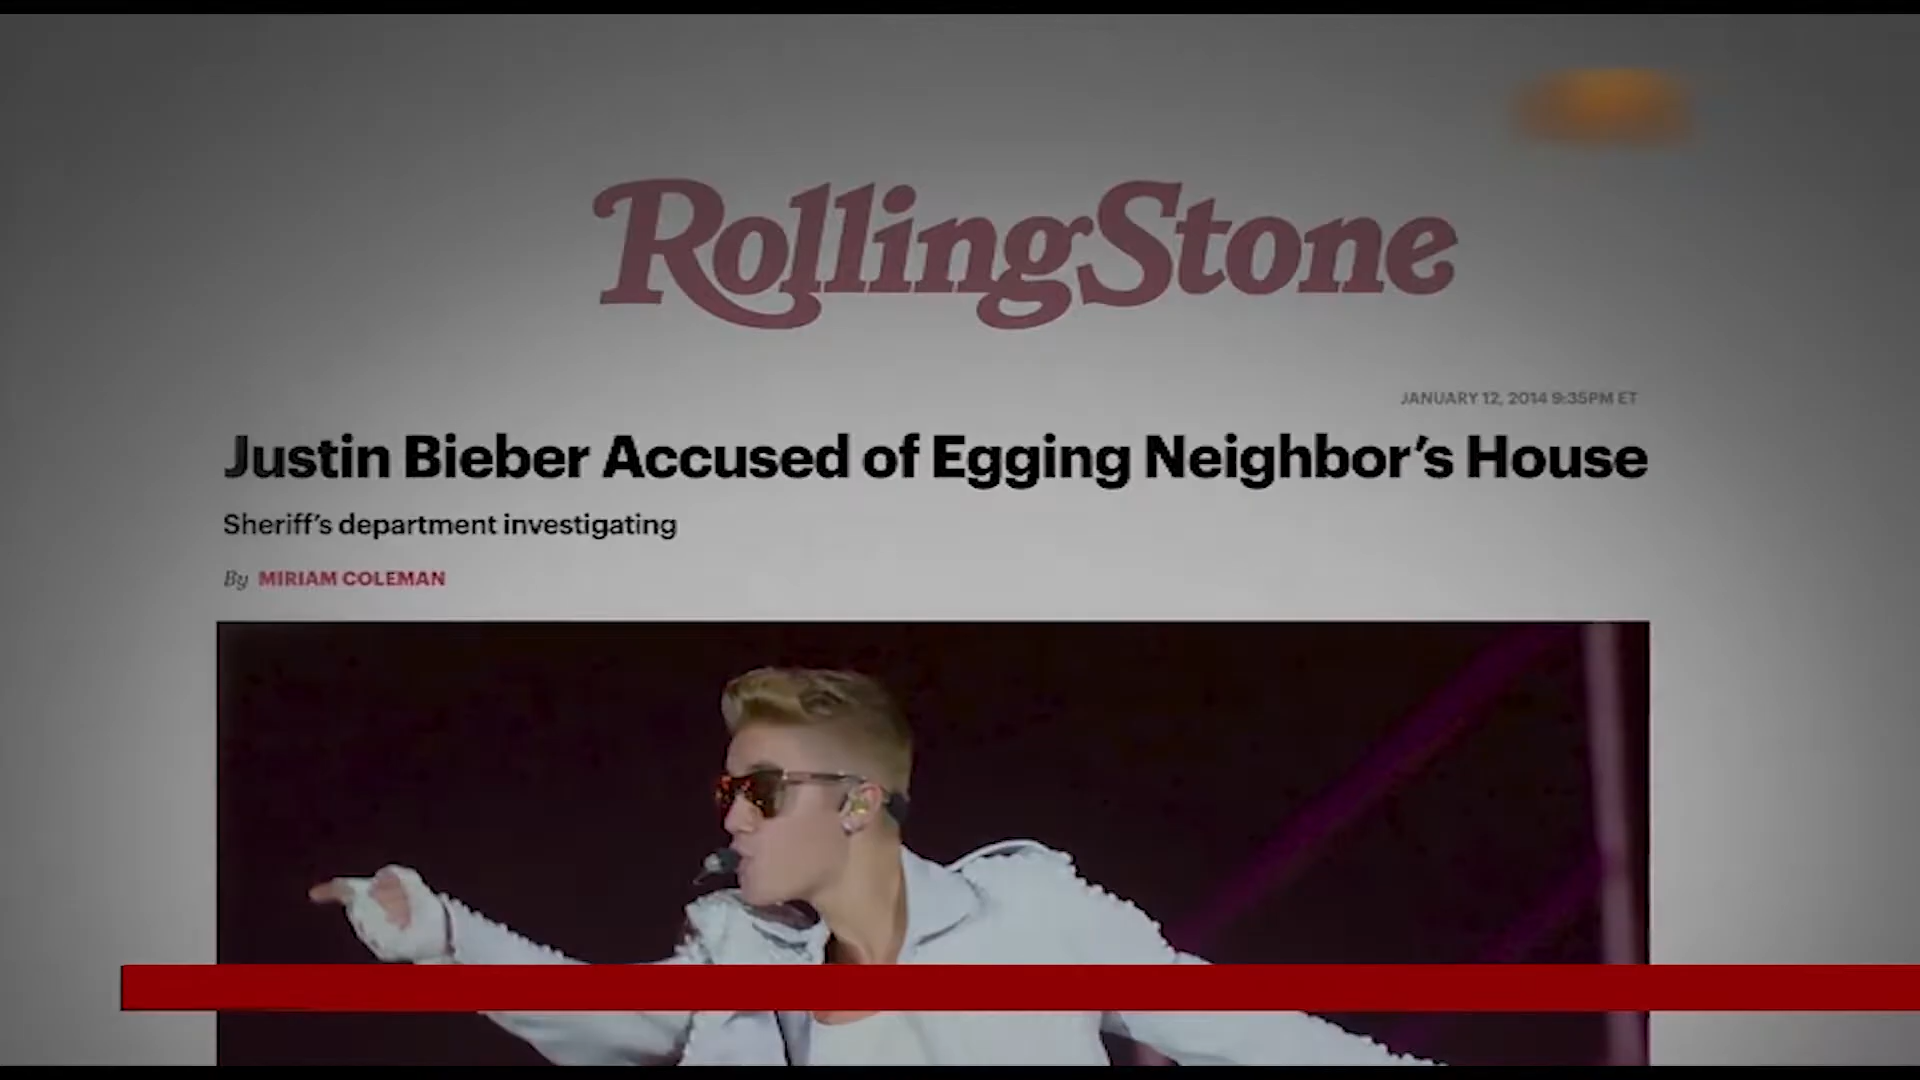 RollingStone
JANUARY 12, 2014 9:35PM ET
Justin Bieber Accused of Egging Neighbor's House
Sheriff's department investigating
By MIRIAM COLEMAN